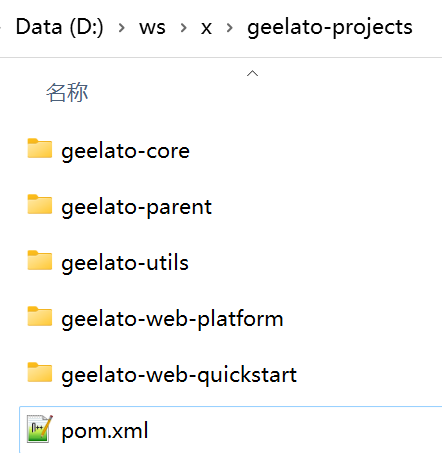 Data (D:) › ws › x › geelato-projects
名称
geelato-core
geelato-parent
geelato-utils
geelato-web-platform
geelato-web-quickstart
pom.xml